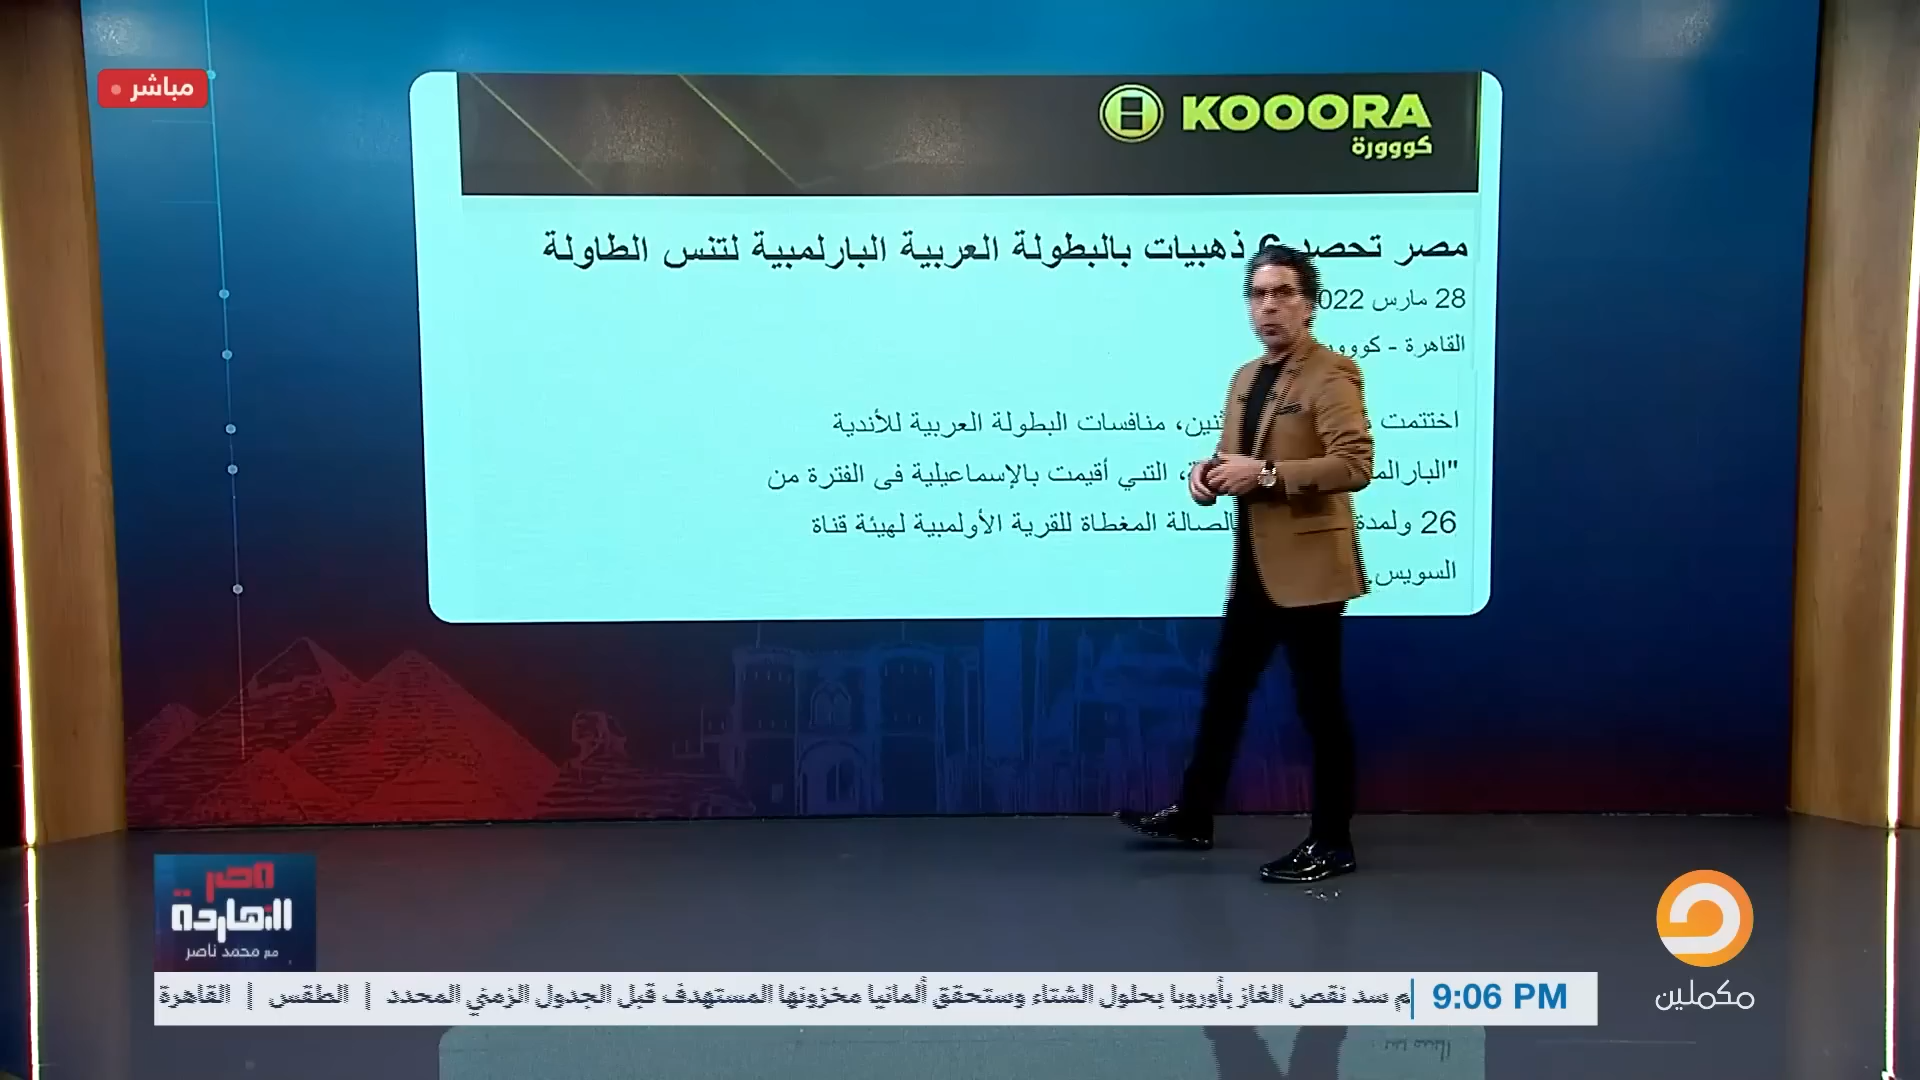 مباشر
KOOORA
كووورة
مصر تحصد 6 ذهبيات بالبطولة العربية البارلمبية لتنس الطاولة
28 مارس 2022
القاهرة - كووورة
اختتمت منافسات البطولة العربية للأندية
التي أقيمت بالإسماعيلية فى الفترة من
26 ولمدة الصالة المغطاة للقرية الأولمبية لهيئة قناة
السويس.
مصر
النهاردة
مع محمد ناصر
سد نقص الغاز بأوروبا بحلول الشتاء وستحقق ألمانيا مخزونها المستهدف قبل الجدول الزمني المحدد | الطقس | القاهرة
9:06 PM
مكملين